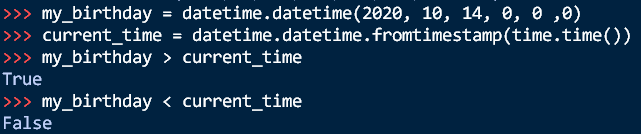 >>> my_birthday = datetime.datetime(2020, 10, 14, 0, 0 ,0)
>>> current_time = datetime.datetime.fromtimestamp(time.time())
>>> my_birthday > current_time
True
>>> my_birthday < current_time
False